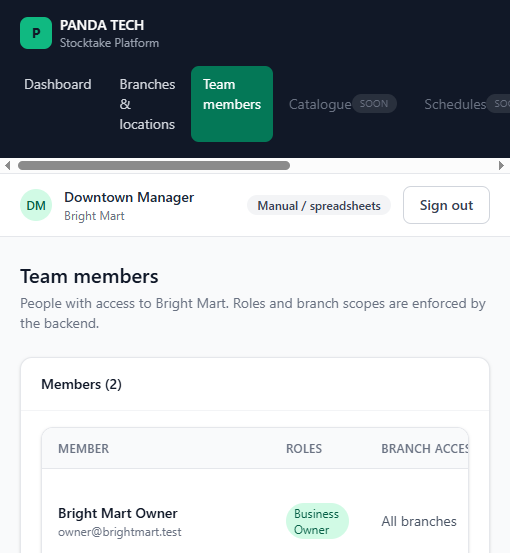 P
PANDA TECH
Stocktake Platform
Dashboard
Branches
&
locations
Team
members
Catalogue SOON
Schedules SOO
DM
Downtown Manager
Bright Mart
Manual / spreadsheets
Sign out
Team members
People with access to Bright Mart. Roles and branch scopes are enforced by
the backend.
Members (2)
MEMBER ROLES BRANCH ACCES
Bright Mart Owner
owner@brightmart.test
Business
Owner
All branches